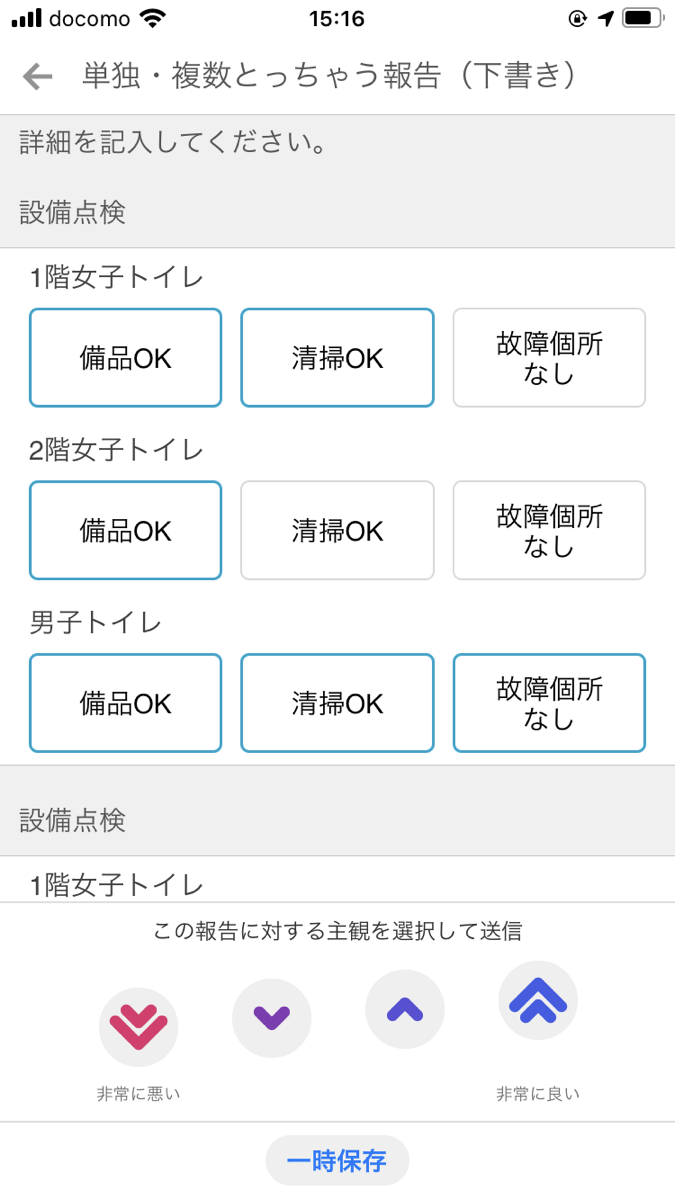 docomo 15:16
単独・複数とっちゃう報告（下書き）
詳細を記入してください。
設備点検
1階女子トイレ
備品OK 清掃OK 故障個所
なし
2階女子トイレ
備品OK 清掃OK 故障個所
なし
男子トイレ
備品OK 清掃OK 故障個所
なし
設備点検
1階女子トイレ
この報告に対する主観を選択して送信
非常に悪い 非常に良い
一時保存